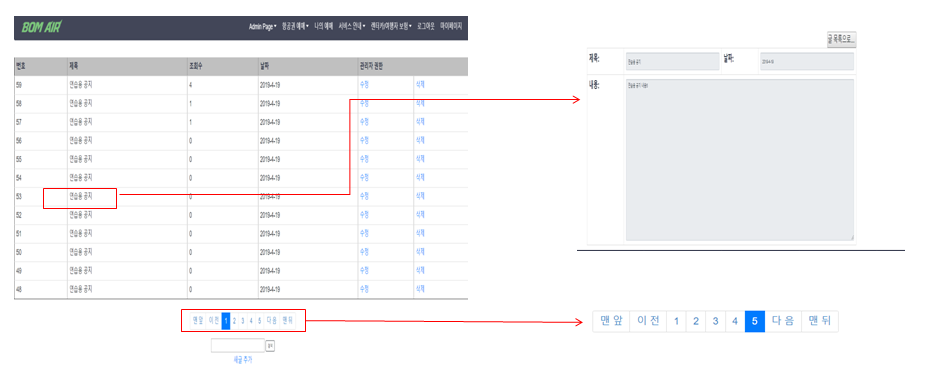 BOM AIR
Admin Page 항공권 예매 나의 예매 서비스 안내 렌터카/여행자 보험 로그아웃 마이페이지
번호 제목 조회수 날짜 관리자 권한
59 연습용 공지 4 2019-4-19 수정 삭제
58 연습용 공지 1 2019-4-19 수정 삭제
57 연습용 공지 1 2019-4-19 수정 삭제
56 연습용 공지 0 2019-4-19 수정 삭제
55 연습용 공지 0 2019-4-19 수정 삭제
54 연습용 공지 0 2019-4-19 수정 삭제
53 연습용 공지 0 2019-4-19 수정 삭제
52 연습용 공지 0 2019-4-19 수정 삭제
51 연습용 공지 0 2019-4-19 수정 삭제
50 연습용 공지 0 2019-4-19 수정 삭제
49 연습용 공지 0 2019-4-19 수정 삭제
48 연습용 공지 0 2019-4-19 수정 삭제
맨 앞 이전 1 2 3 4 5 다음 맨 뒤
새글 추가
글 목록으로...
제목: 연습용 공지 날짜: 2019-4-19
내용:
맨 앞 이전 1 2 3 4 5 다음 맨 뒤